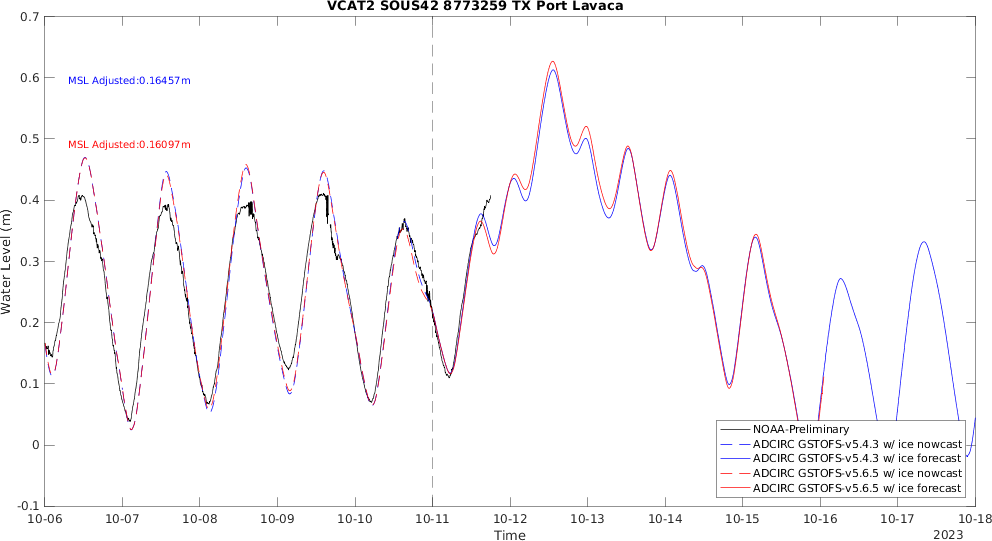 VCAT2 SOUS42 8773259 TX Port Lavaca
0.7
0.6
0.5
0.4
0.3
0.2
0.1
0
-0.1
Water Level (m)
MSL Adjusted:0.16457m
MSL Adjusted:0.16097m
NOAA-Preliminary
ADCIRC GSTOFS-v5.4.3 w/ ice nowcast
ADCIRC GSTOFS-v5.4.3 w/ ice forecast
ADCIRC GSTOFS-v5.6.5 w/ ice nowcast
ADCIRC GSTOFS-v5.6.5 w/ ice forecast
10-06 10-07 10-08 10-09 10-10 10-11 10-12 10-13 10-14 10-15 10-16 10-17 10-18
Time
2023